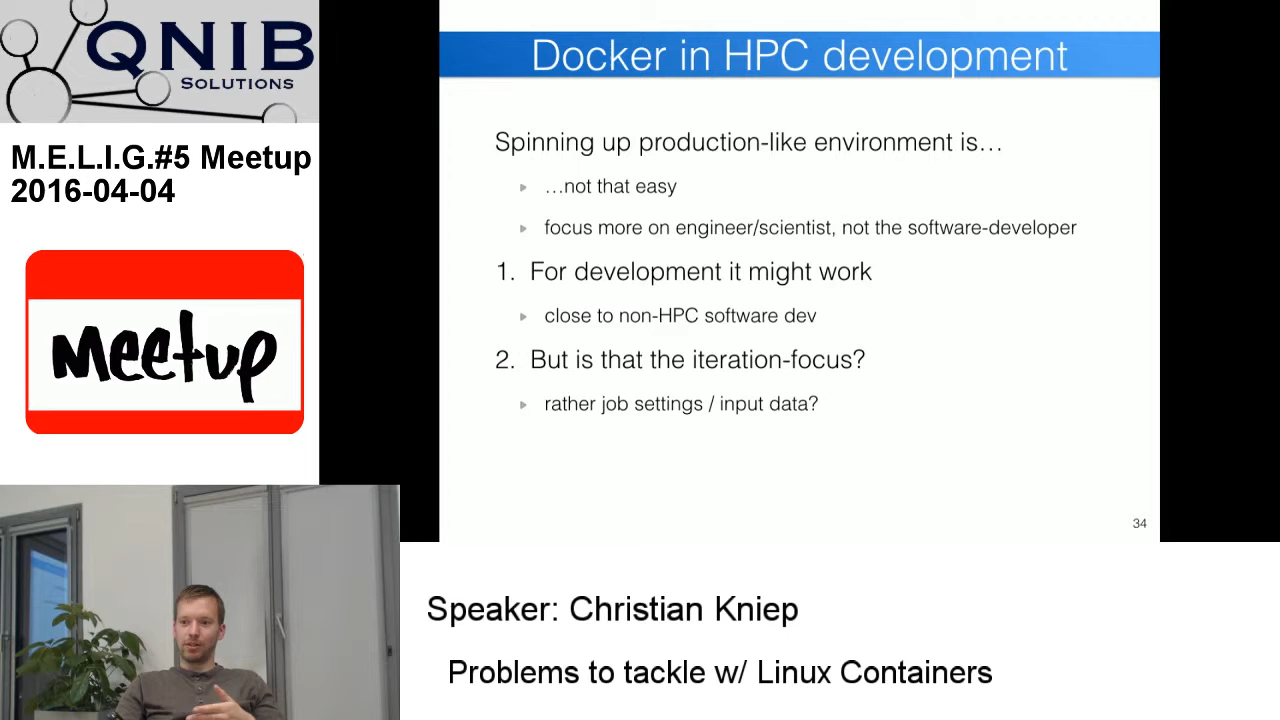 QNIB
SOLUTIONS
M.E.L.I.G.#5 Meetup
2016-04-04
Meetup
Docker in HPC development
Spinning up production-like environment is…
…not that easy
focus more on engineer/scientist, not the software-developer
1. For development it might work
close to non-HPC software dev
2. But is that the iteration-focus?
rather job settings / input data?
34
Speaker: Christian Kniep
Problems to tackle w/ Linux Containers